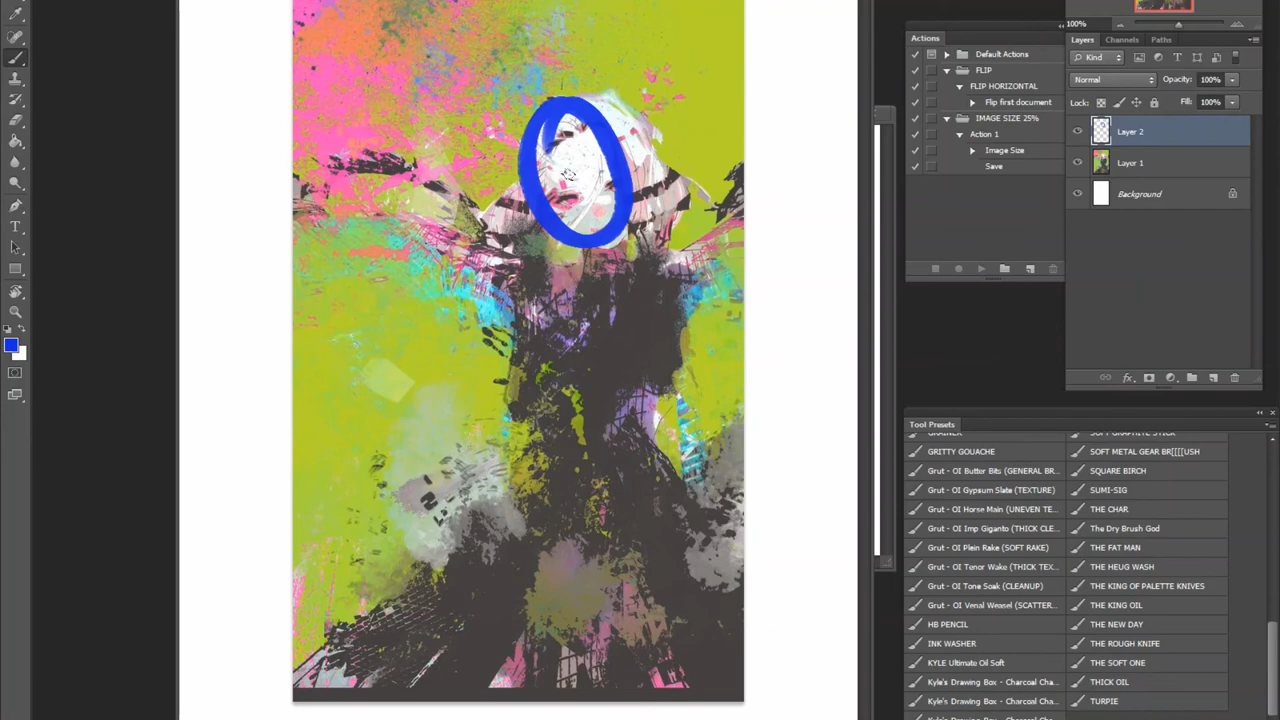 100%
Actions
Layers Channels Paths
Default Actions
Kind
FLIP
Normal
Opacity: 100%
FLIP HORIZONTAL
Flip first document
Lock:
Fill: 100%
IMAGE SIZE 25%
Layer 2
Action 1
Image Size
Layer 1
Save
Background
fx
Tool Presets
GRITTY GOUACHE
SOFT METAL GEAR BR[[[[USH
Grut - OI Butter Bits (GENERAL BR...
SQUARE BIRCH
Grut - OI Gypsum Slate (TEXTURE)
SUMI-SIG
Grut - OI Horse Main (UNEVEN TE...
THE CHAR
Grut - OI Imp Giganto (THICK CLE...
The Dry Brush God
Grut - OI Plein Rake (SOFT RAKE)
THE FAT MAN
Grut - OI Tenor Wake (THICK TEX...
THE HEUG WASH
Grut - OI Tone Soak (CLEANUP)
THE KING OF PALETTE KNIVES
Grut - OI Venal Weasel (SCATTER...
THE KING OIL
HB PENCIL
THE NEW DAY
INK WASHER
THE ROUGH KNIFE
KYLE Ultimate Oil Soft
THE SOFT ONE
Kyle's Drawing Box - Charcoal Cha...
THICK OIL
Kyle's Drawing Box - Charcoal Cha...
TURPIE